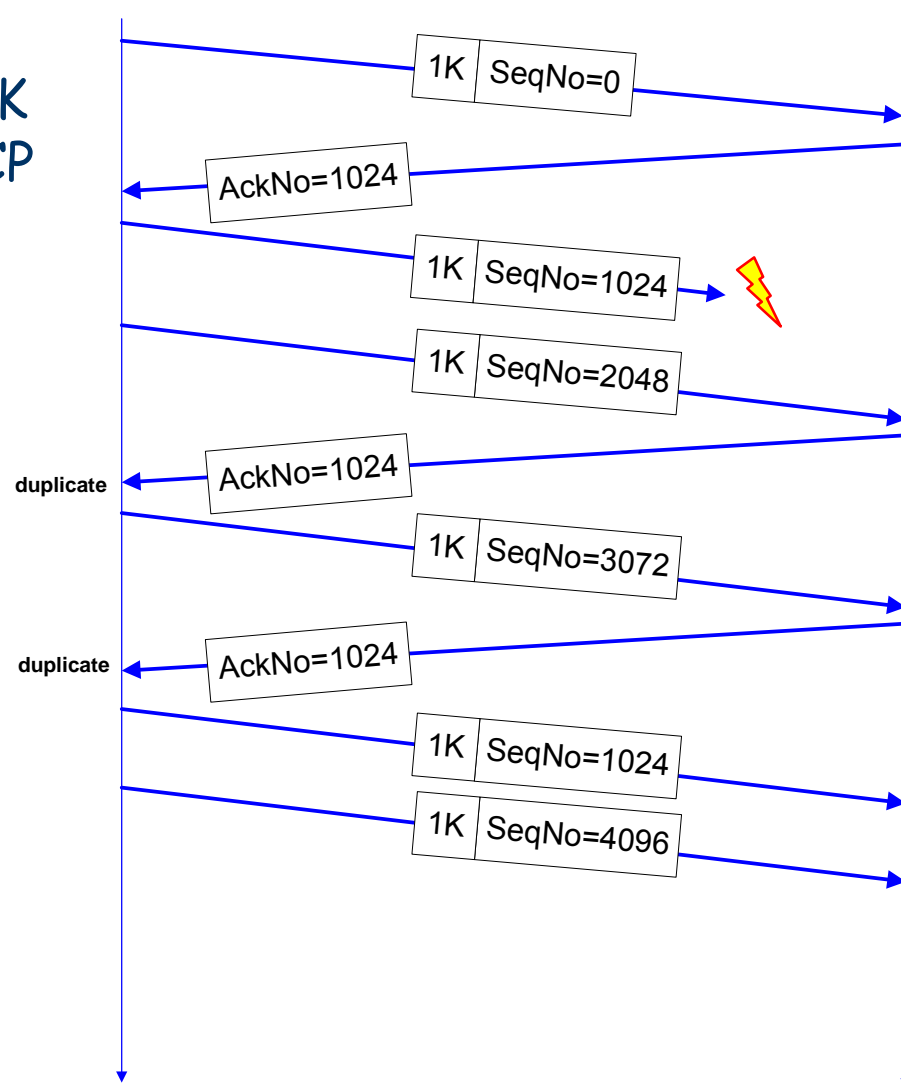 K
CP
1K SeqNo=0
AckNo=1024
1K SeqNo=1024
1K SeqNo=2048
AckNo=1024
duplicate
1K SeqNo=3072
AckNo=1024
duplicate
1K SeqNo=1024
1K SeqNo=4096